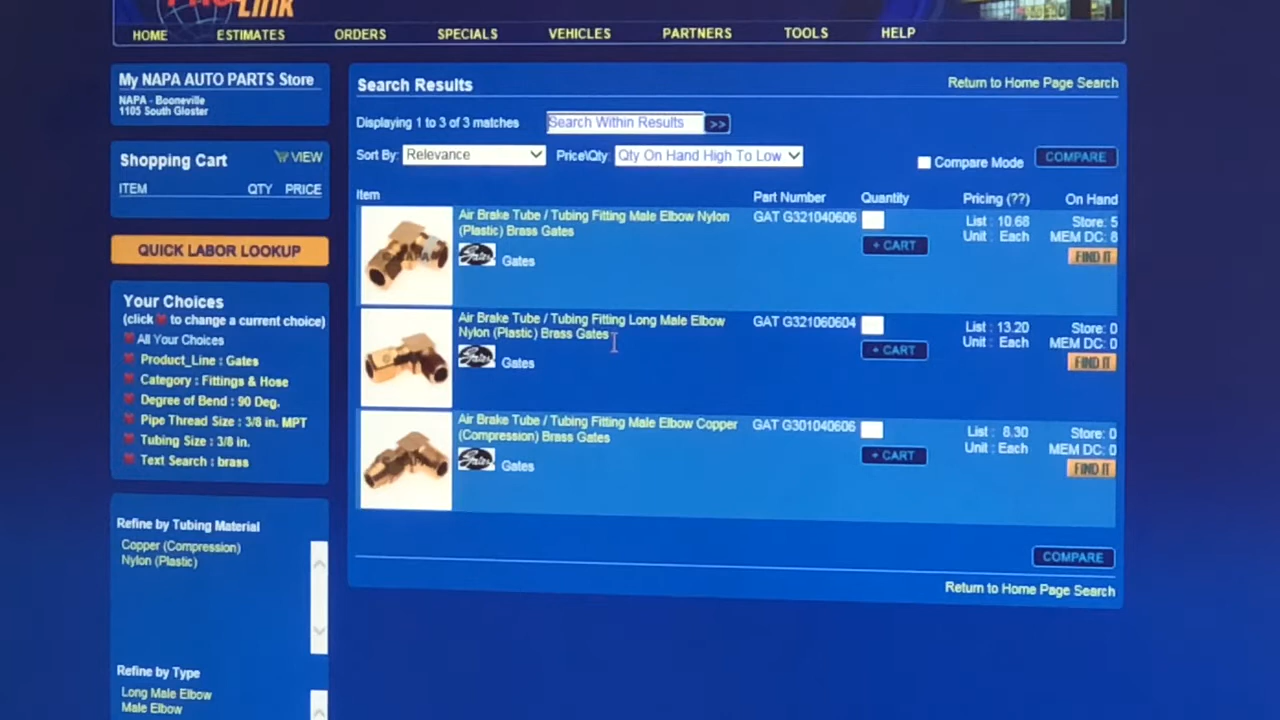 Link
HOME ESTIMATES ORDERS SPECIALS VEHICLES PARTNERS TOOLS HELP
My NAPA AUTO PARTS Store
NAPA - Booneville
1105 South Gloster
Shopping Cart VIEW
ITEM QTY PRICE
QUICK LABOR LOOKUP
Your Choices
(click to change a current choice)
All Your Choices
Product_Line : Gates
Category : Fittings & Hose
Degree of Bend : 90 Deg.
Pipe Thread Size : 3/8 in. MPT
Tubing Size : 3/8 in.
Text Search : brass
Refine by Tubing Material
Copper (Compression)
Nylon (Plastic)
Refine by Type
Long Male Elbow
Male Elbow
Search Results Return to Home Page Search
Displaying 1 to 3 of 3 matches Search Within Results >>
Sort By: Relevance Price\Qty: Qty On Hand High To Low Compare Mode COMPARE
Item Part Number Quantity Pricing (??) On Hand
Air Brake Tube / Tubing Fitting Male Elbow Nylon GAT G321040606 List : 10.68 Store: 5
(Plastic) Brass Gates Unit : Each MEM DC: 8
Gates + CART FIND IT
Air Brake Tube / Tubing Fitting Long Male Elbow GAT G321060604 List : 13.20 Store: 0
Nylon (Plastic) Brass Gates Unit : Each MEM DC: 0
Gates + CART FIND IT
Air Brake Tube / Tubing Fitting Male Elbow Copper GAT G301040606 List : 8.30 Store: 0
(Compression) Brass Gates Unit : Each MEM DC: 0
Gates + CART FIND IT
COMPARE
Return to Home Page Search